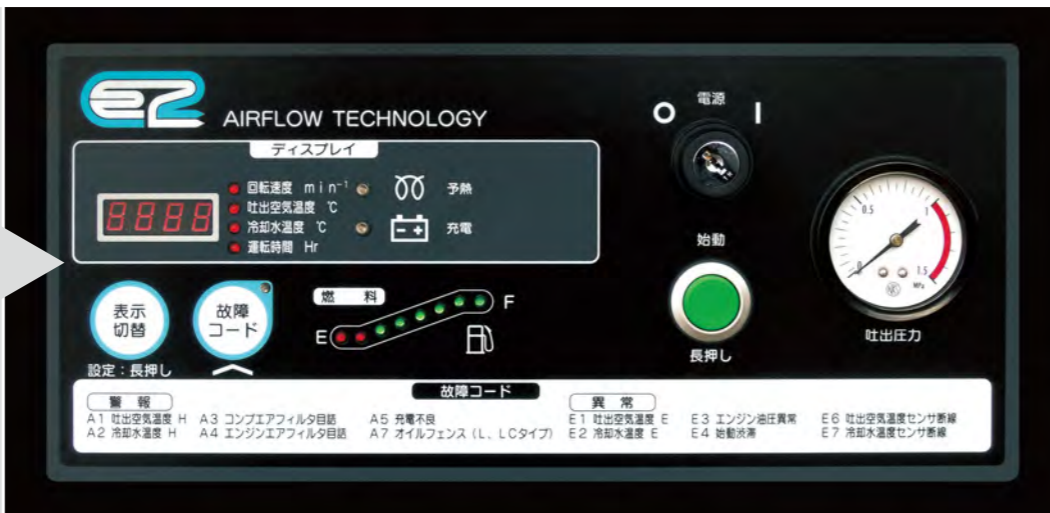 e2 AIRFLOW TECHNOLOGY
ディスプレイ
8888
回転速度 min⁻¹
吐出空気温度 ℃
冷却水温度 ℃
運転時間 Hr
予熱
充電
表示
切替
設定：長押し
故障
コード
燃 料
E
F
O 電源 I
始動
長押し
0
0.5
1
1.5
MPa
吐出圧力
故障コード
警 報
A1 吐出空気温度 H A3 コンプエアフィルタ目詰 A5 充電不良
A2 冷却水温度 H A4 エンジンエアフィルタ目詰 A7 オイルフェンス（L、LCタイプ）
異 常
E1 吐出空気温度 E E3 エンジン油圧異常 E6 吐出空気温度センサ断線
E2 冷却水温度 E E4 始動渋滞 E7 冷却水温度センサ断線